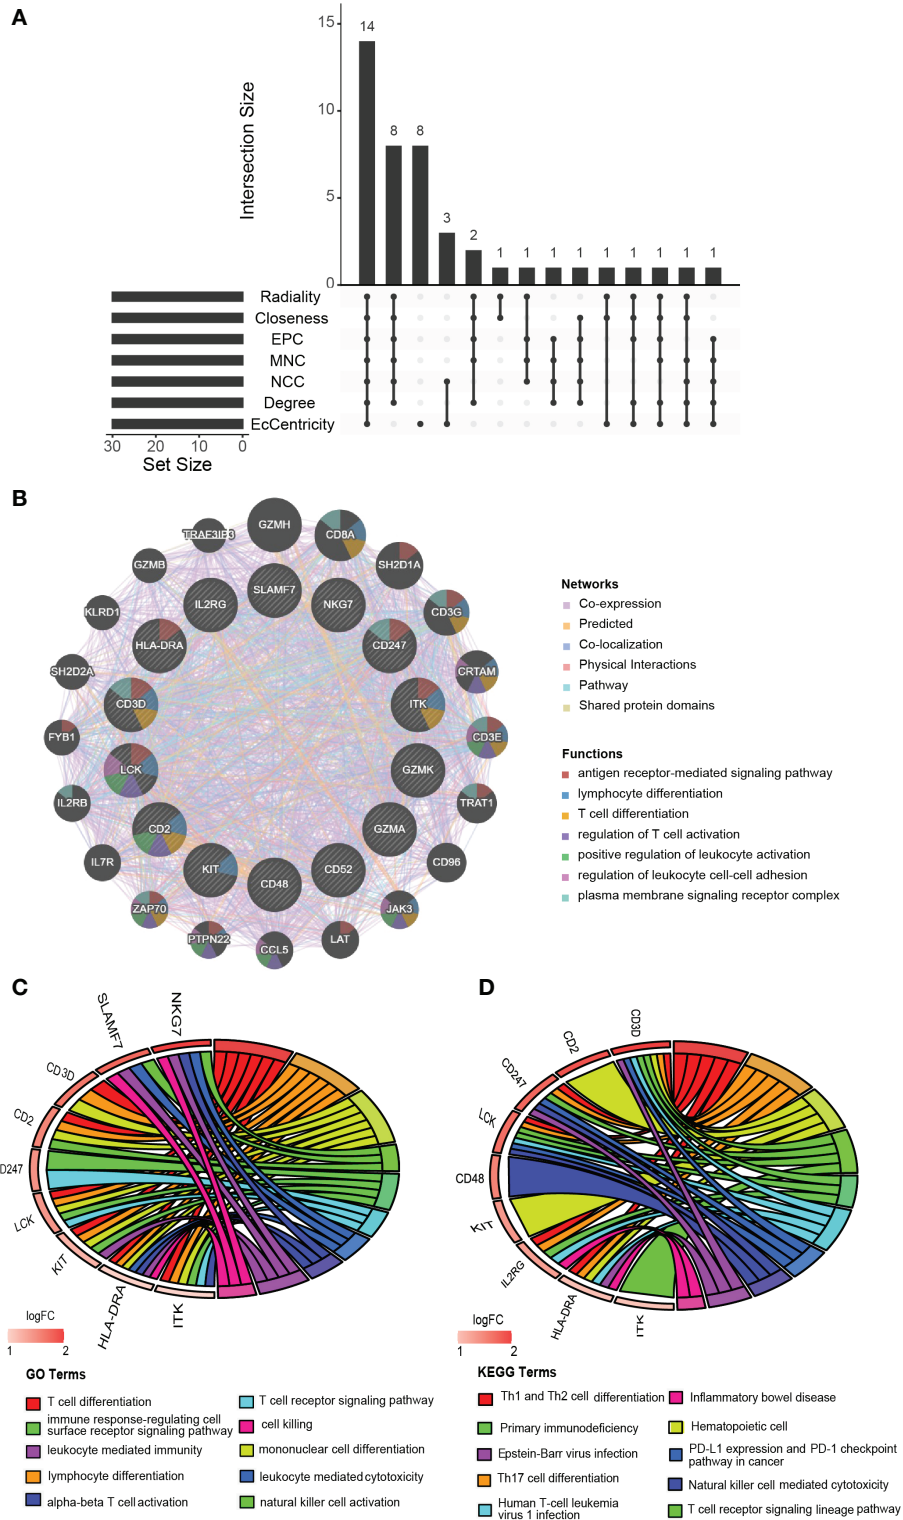 A
Intersection Size
15
10
5
0
14
8
8
3
2
1
1
1
1
1
1
1
1
1
Radiality
Closeness
EPC
MNC
NCC
Degree
EcCentricity
30
20
10
0
Set Size
B
GZMH
TRAF3IP3
CD8A
GZMB
SH2D1A
SLAMF7
IL2RG
NKG7
KLRD1
CD3G
HLA-DRA
CD247
SH2D2A
CRTAM
CD3D
ITK
FYB1
CD3E
LCK
GZMK
IL2RB
TRAT1
CD2
GZMA
IL7R
CD96
KIT
CD52
CD48
ZAP70
JAK3
PTPN22
LAT
CCL5
Networks
Co-expression
Predicted
Co-localization
Physical Interactions
Pathway
Shared protein domains
Functions
antigen receptor-mediated signaling pathway
lymphocyte differentiation
T cell differentiation
regulation of T cell activation
positive regulation of leukocyte activation
regulation of leukocyte cell-cell adhesion
plasma membrane signaling receptor complex
C
NKG7
SLAMF7
CD3D
CD2
D247
LCK
KIT
HLA-DRA
ITK
logFC
1
2
GO Terms
T cell differentiation
immune response-regulating cell
surface receptor signaling pathway
leukocyte mediated immunity
lymphocyte differentiation
alpha-beta T cell activation
T cell receptor signaling pathway
cell killing
mononuclear cell differentiation
leukocyte mediated cytotoxicity
natural killer cell activation
D
CD3D
CD2
CD247
LCK
CD48
KIT
IL2RG
HLA-DRA
ITK
logFC
1
2
KEGG Terms
Th1 and Th2 cell differentiation
Primary immunodeficiency
Epstein-Barr virus infection
Th17 cell differentiation
Human T-cell leukemia
virus 1 infection
Inflammatory bowel disease
Hematopoietic cell
PD-L1 expression and PD-1 checkpoint
pathway in cancer
Natural killer cell mediated cytotoxicity
T cell receptor signaling lineage pathway